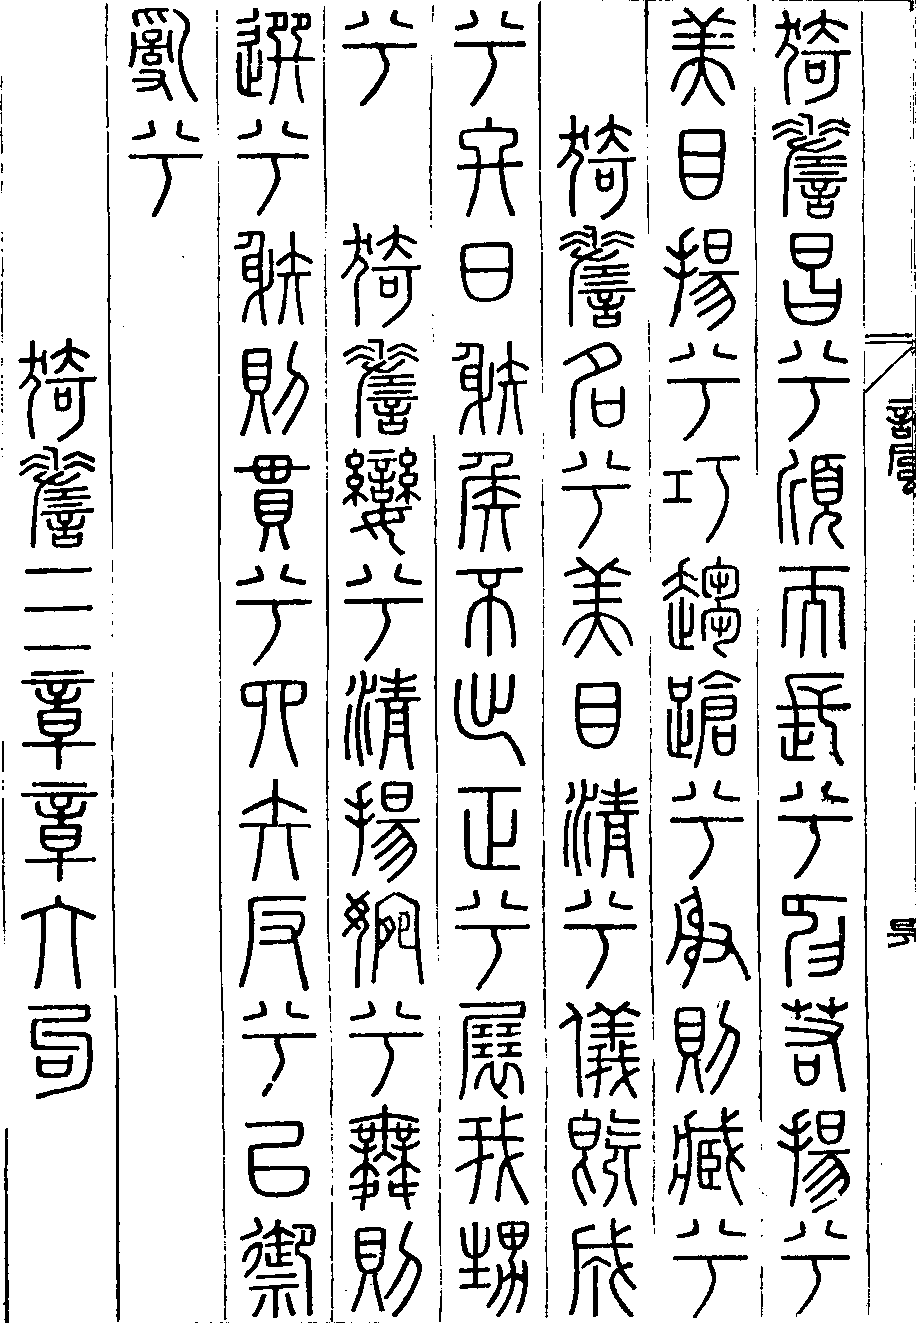 猗嗟昌兮頎而長兮抑若揚兮
美目揚兮巧趨蹌兮射則臧兮
猗嗟名兮美目清兮儀既成
兮終日射侯不出正兮展我甥
兮　猗嗟孌兮清揚婉兮舞則
選兮射則貫兮四矢反兮以禦
亂兮
猗嗟三章章六句